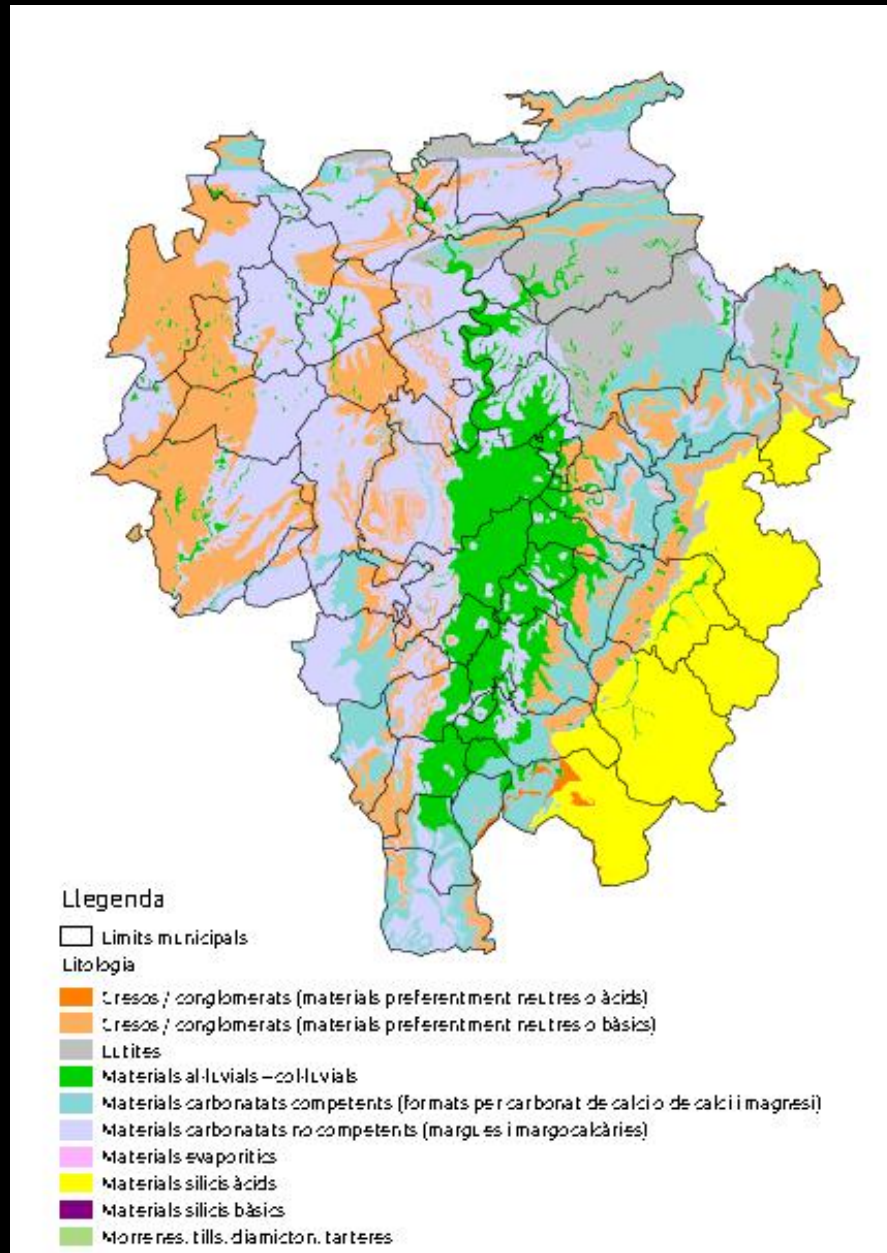 Llegenda
Límits municipals
Litologia
Gresos / conglomerats (materials preferentment neutres o àcids)
Gresos / conglomerats (materials preferentment neutres o bàsics)
Lutites
Materials al·luvials – col·luvials
Materials carbonatats competents (formats per carbonat de calci o de calci i magnesi)
Materials carbonatats no competents (margues i margocalcàries)
Materials evaporítics
Materials silícics àcids
Materials silícics bàsics
Morrenes, tills, diamicton, tarteres